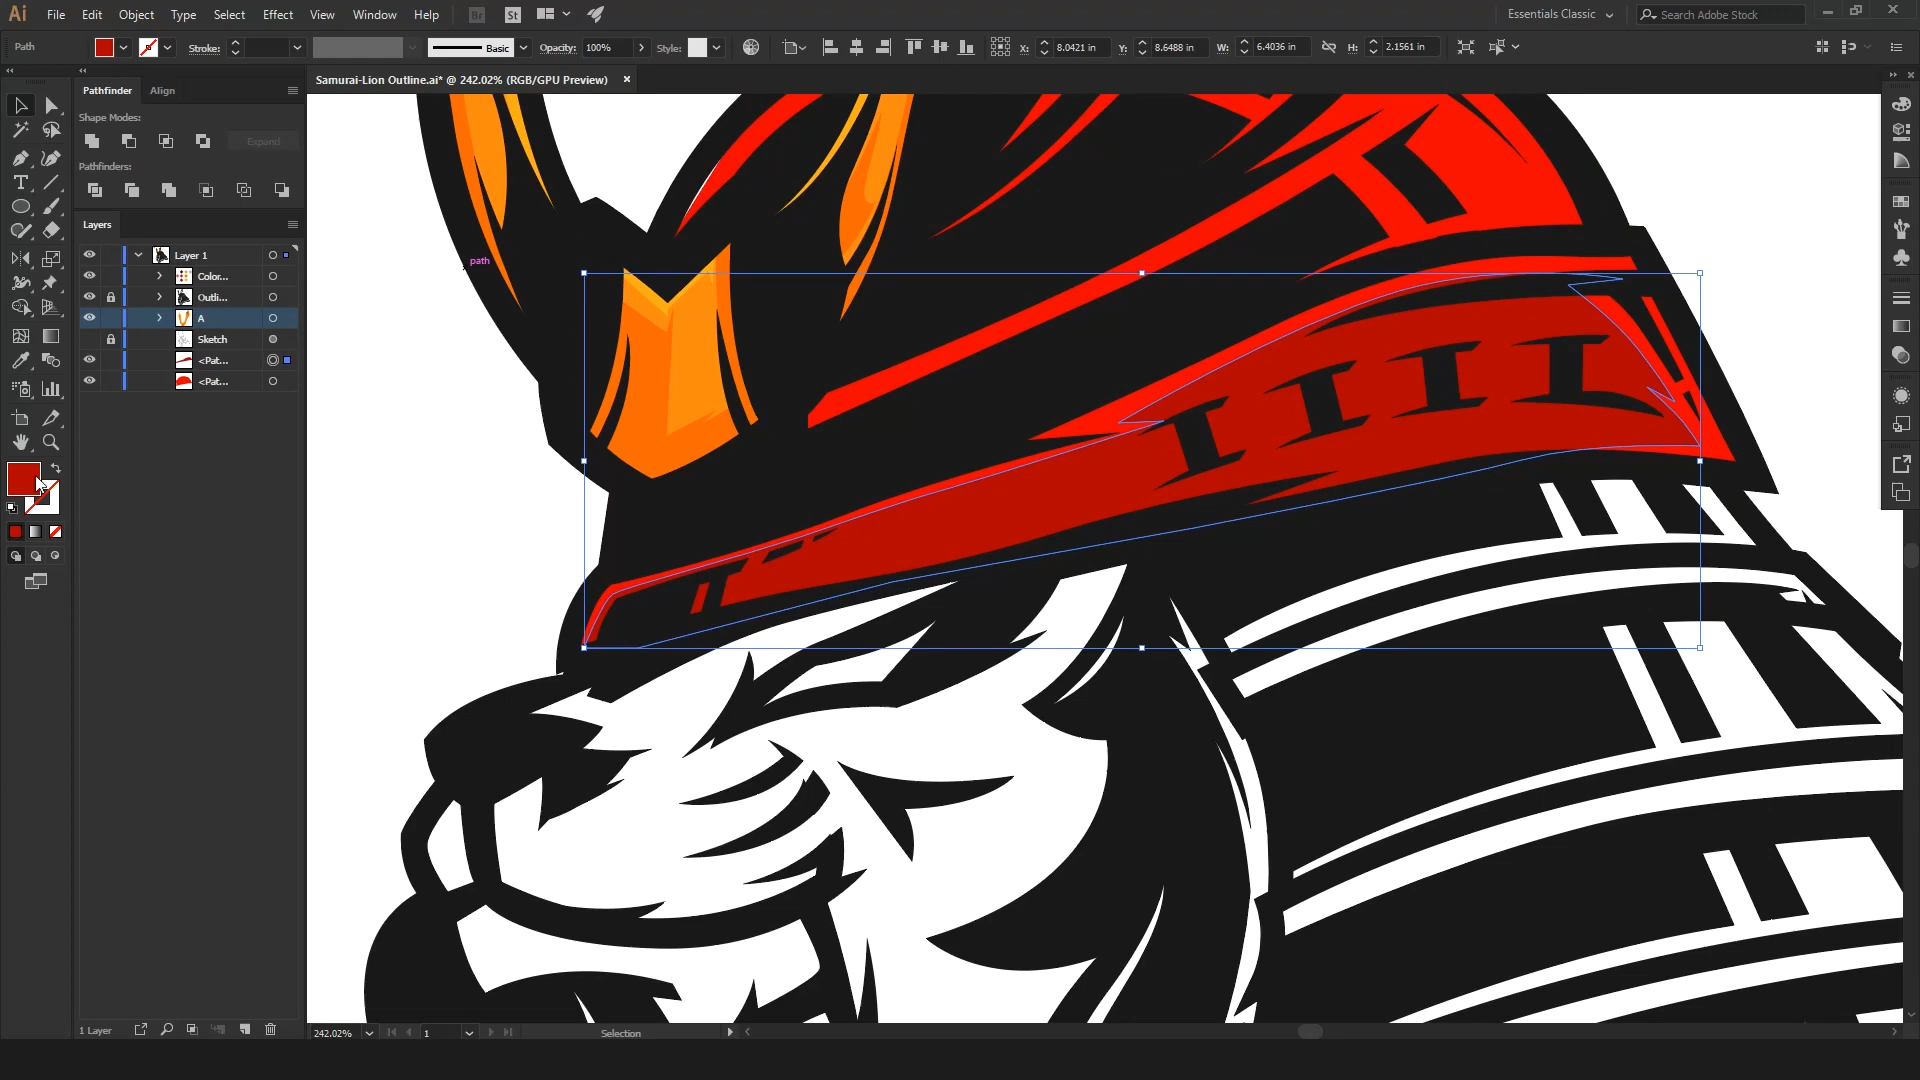 Ai File Edit Object Type Select Effect View Window Help Br St Essentials Classic Search Adobe Stock
Path Stroke: Basic Opacity: 100% Style: X: 8.0421 in Y: 8.6488 in W: 6.4036 in H: 2.1561 in
Samurai-Lion Outline.ai* @ 242.02% (RGB/GPU Preview) ×
Pathfinder Align
Shape Modes:
Expand
Pathfinders:
Layers
Layer 1
Color...
Outli...
A
Sketch
<Pat...
<Pat...
path
1 Layer
242.02% 1 Selection